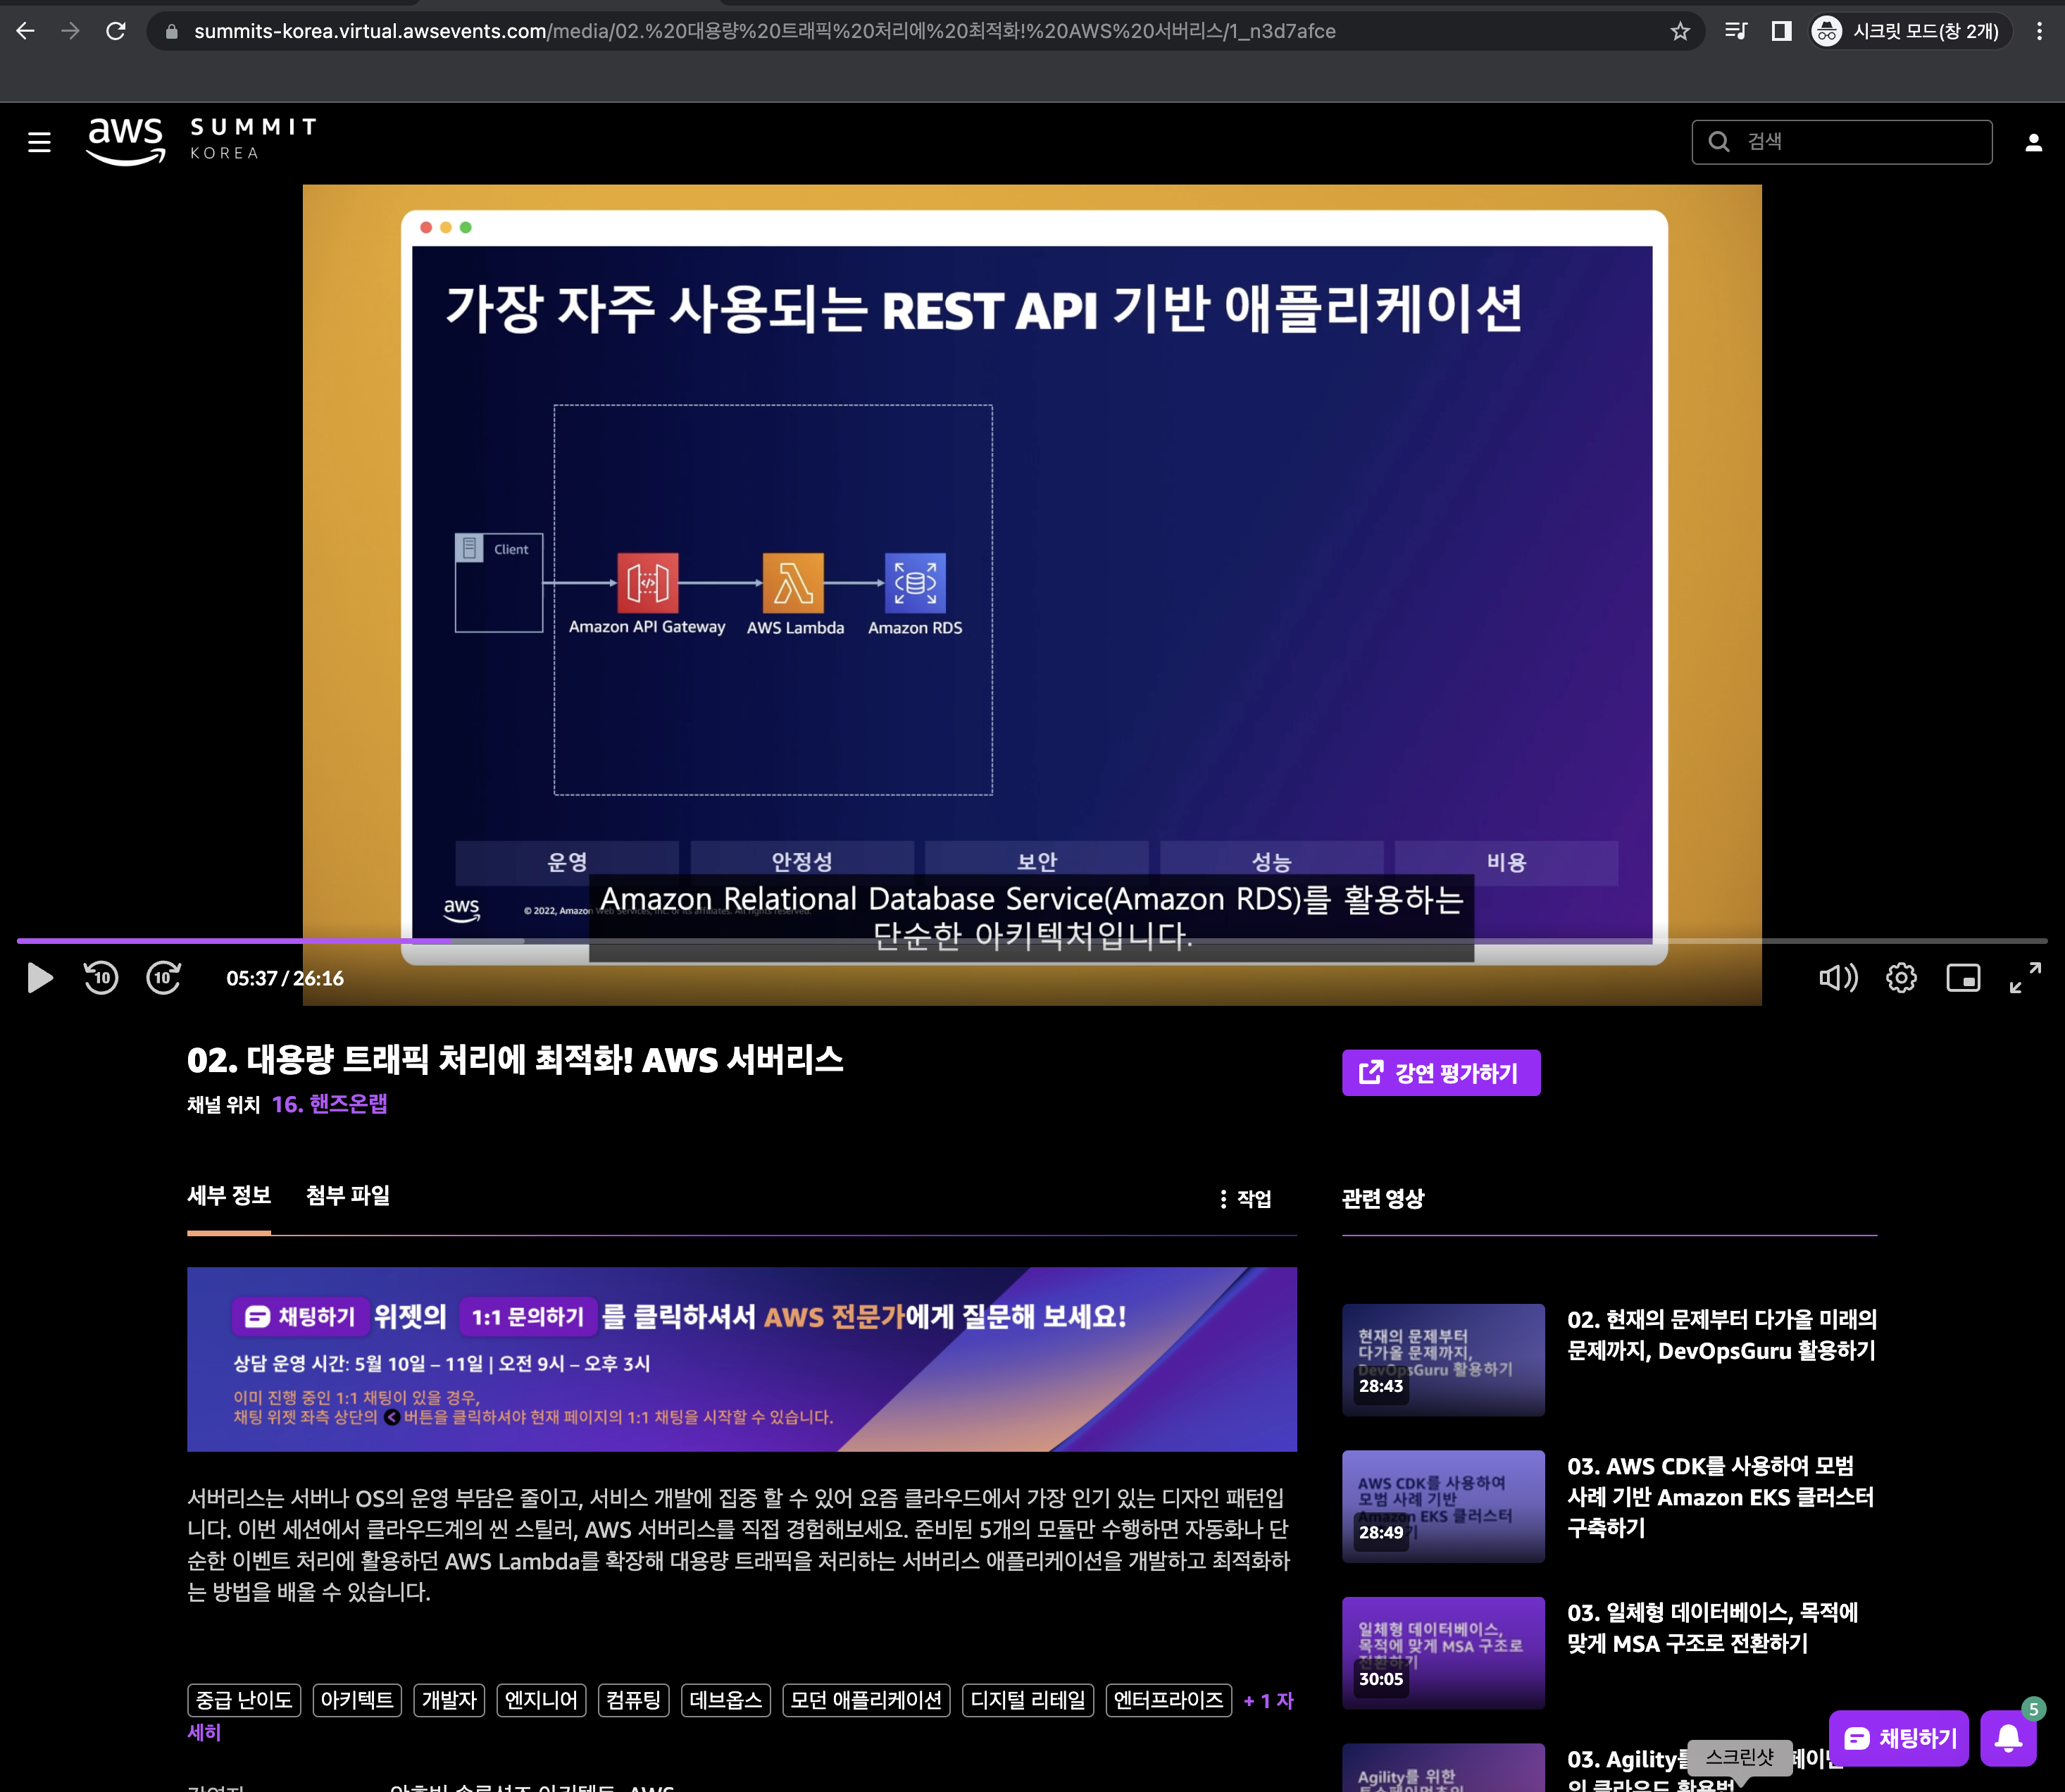 summits-korea.virtual.awsevents.com/media/02.%20대용량%20트래픽%20처리에%20최적화!%20AWS%20서버리스/1_n3d7afce
시크릿 모드(창 2개)
aws
SUMMIT
KOREA
검색
가장 자주 사용되는 REST API 기반 애플리케이션
Client
Amazon API Gateway
AWS Lambda
Amazon RDS
운영
안정성
보안
성능
비용
aws
© 2022, Amazon Web Services, Inc. or its affiliates. All rights reserved.
Amazon Relational Database Service(Amazon RDS)를 활용하는
단순한 아키텍처입니다.
10
10
05:37 / 26:16
02. 대용량 트래픽 처리에 최적화! AWS 서버리스
강연 평가하기
채널 위치 16. 핸즈온랩
세부 정보
첨부 파일
작업
관련 영상
채팅하기 위젯의 1:1 문의하기 를 클릭하셔서 AWS 전문가에게 질문해 보세요!
상담 운영 시간: 5월 10일 – 11일 | 오전 9시 – 오후 3시
이미 진행 중인 1:1 채팅이 있을 경우,
채팅 위젯 좌측 상단의 < 버튼을 클릭하셔야 현재 페이지의 1:1 채팅을 시작할 수 있습니다.
서버리스는 서버나 OS의 운영 부담은 줄이고, 서비스 개발에 집중 할 수 있어 요즘 클라우드에서 가장 인기 있는 디자인 패턴입
니다. 이번 세션에서 클라우드계의 씬 스틸러, AWS 서버리스를 직접 경험해보세요. 준비된 5개의 모듈만 수행하면 자동화나 단
순한 이벤트 처리에 활용하던 AWS Lambda를 확장해 대용량 트래픽을 처리하는 서버리스 애플리케이션을 개발하고 최적화하
는 방법을 배울 수 있습니다.
중급 난이도
아키텍트
개발자
엔지니어
컴퓨팅
데브옵스
모던 애플리케이션
디지털 리테일
엔터프라이즈
+ 1 자
세히
현재의 문제부터
다가올 문제까지,
DevOpsGuru 활용하기
28:43
02. 현재의 문제부터 다가올 미래의
문제까지, DevOpsGuru 활용하기
AWS CDK를 사용하여
모범 사례 기반
Amazon EKS 클러스터
28:49
03. AWS CDK를 사용하여 모범
사례 기반 Amazon EKS 클러스터
구축하기
일체형 데이터베이스,
목적에 맞게 MSA 구조로
전환하기
30:05
03. 일체형 데이터베이스, 목적에
맞게 MSA 구조로 전환하기
Agility를 위한
03. Agility를
스크린샷
채팅하기
5